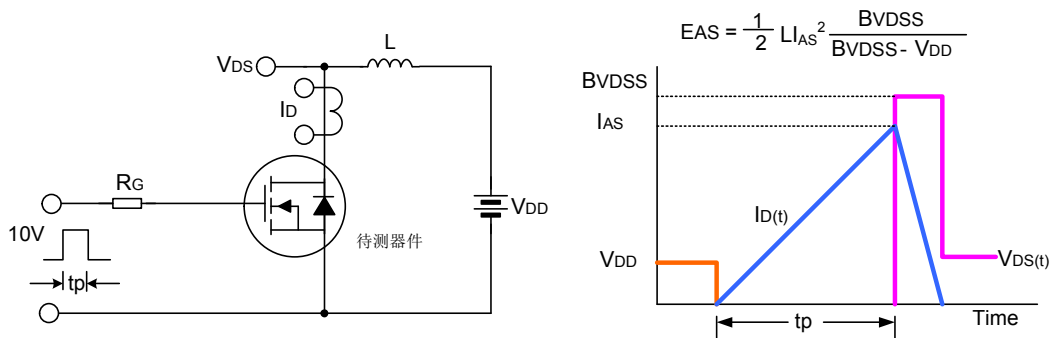 VDS
L
ID
RG
10V
tp
VDD
待测器件
EAS = 1/2 LIAS² BVDSS/(BVDSS - VDD)
BVDSS
IAS
VDD
ID(t)
VDS(t)
tp
Time